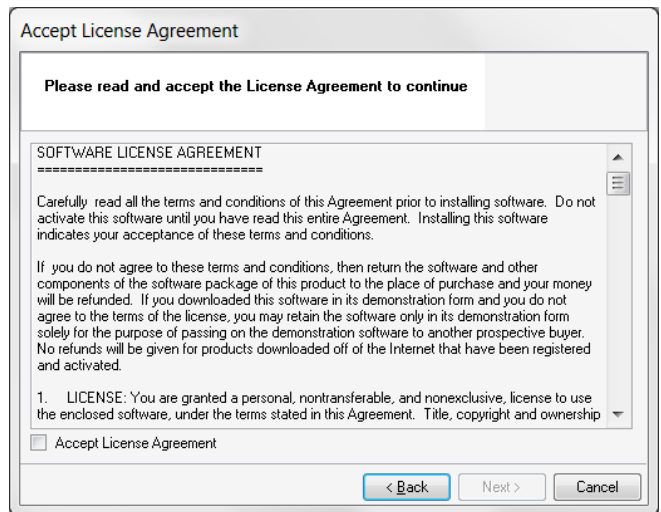 Accept License Agreement
Please read and accept the License Agreement to continue
SOFTWARE LICENSE AGREEMENT
==============================
Carefully read all the terms and conditions of this Agreement prior to installing software. Do not
activate this software until you have read this entire Agreement. Installing this software
indicates your acceptance of these terms and conditions.
If you do not agree to these terms and conditions, then return the software and other
components of the software package of this product to the place of purchase and your money
will be refunded. If you downloaded this software in its demonstration form and you do not
agree to the terms of the license, you may retain the software only in its demonstration form
solely for the purpose of passing on the demonstration software to another prospective buyer.
No refunds will be given for products downloaded off of the Internet that have been registered
and activated.
1. LICENSE: You are granted a personal, nontransferable, and nonexclusive, license to use
the enclosed software, under the terms stated in this Agreement. Title, copyright and ownership
Accept License Agreement
< Back Next > Cancel